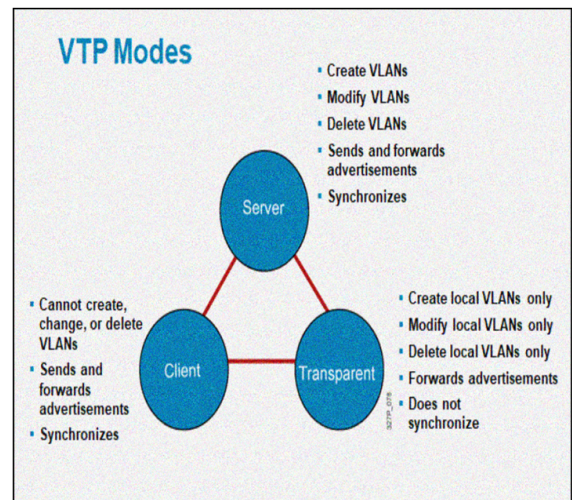 VTP Modes
▪ Create VLANs
▪ Modify VLANs
▪ Delete VLANs
▪ Sends and forwards
advertisements
▪ Synchronizes
Server
▪ Cannot create,
change, or delete
VLANs
▪ Sends and
forwards
advertisements
▪ Synchronizes
Client
Transparent
▪ Create local VLANs only
▪ Modify local VLANs only
▪ Delete local VLANs only
▪ Forwards advertisements
▪ Does not
synchronize